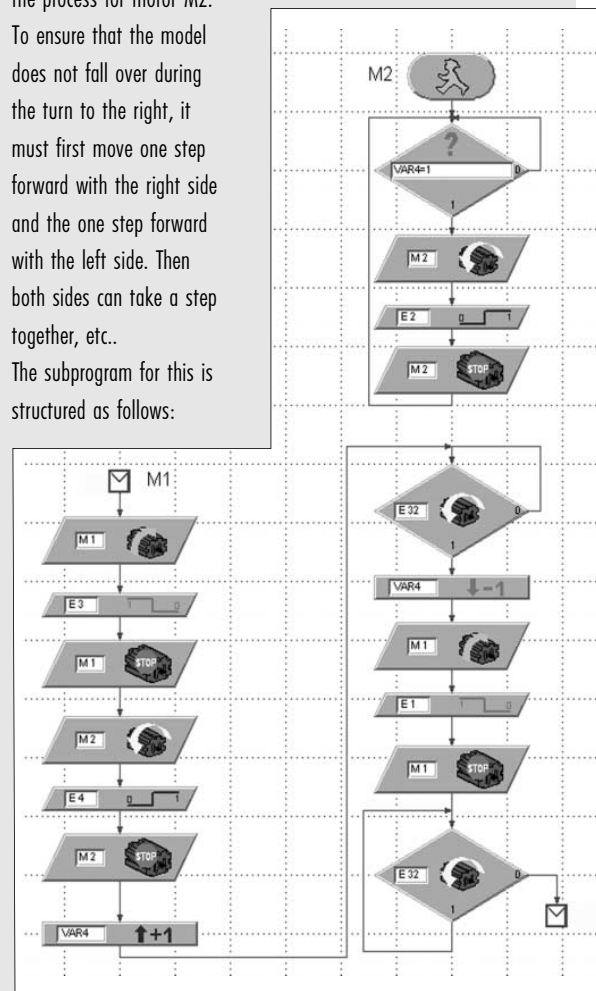 the process for motor M2.
To ensure that the model
does not fall over during
the turn to the right, it
must first move one step
forward with the right side
and the one step forward
with the left side. Then
both sides can take a step
together, etc..
The subprogram for this is
structured as follows:
M2
?
VAR4=1
0
1
M2
E2 0 1
M2 STOP
M1
M1
E3 1 0
M1 STOP
M2
E4 0 1
M2 STOP
VAR4 +1
E32
0
1
VAR4 -1
M1
E1 1 0
M1 STOP
E32
0
1